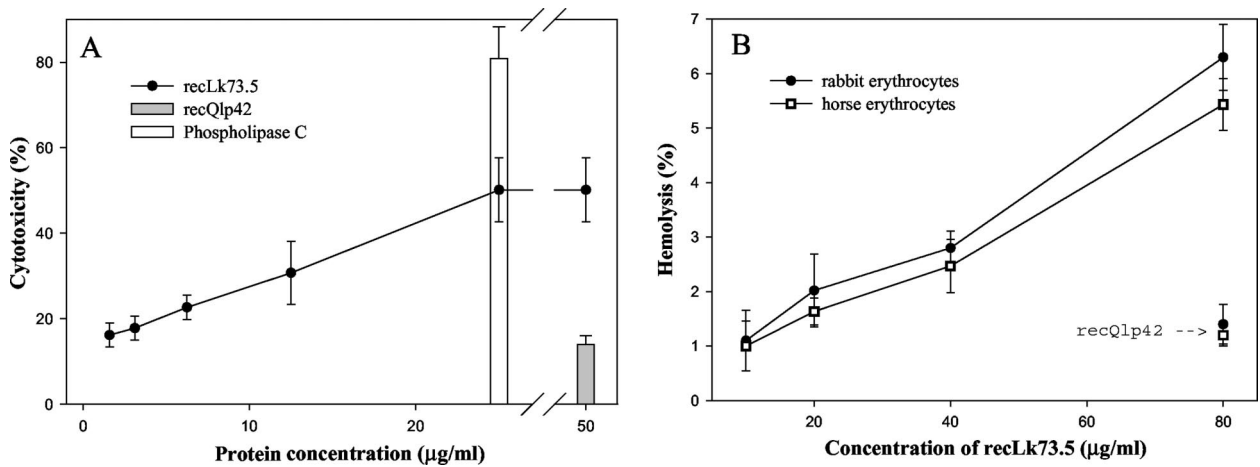 A
recLk73.5
recQlp42
Phospholipase C
Cytotoxicity (%)
80
60
40
20
0
0
10
20
50
Protein concentration (μg/ml)
B
rabbit erythrocytes
horse erythrocytes
Hemolysis (%)
7
6
5
4
3
2
1
0
recQlp42 -->
20
40
60
80
Concentration of recLk73.5 (μg/ml)